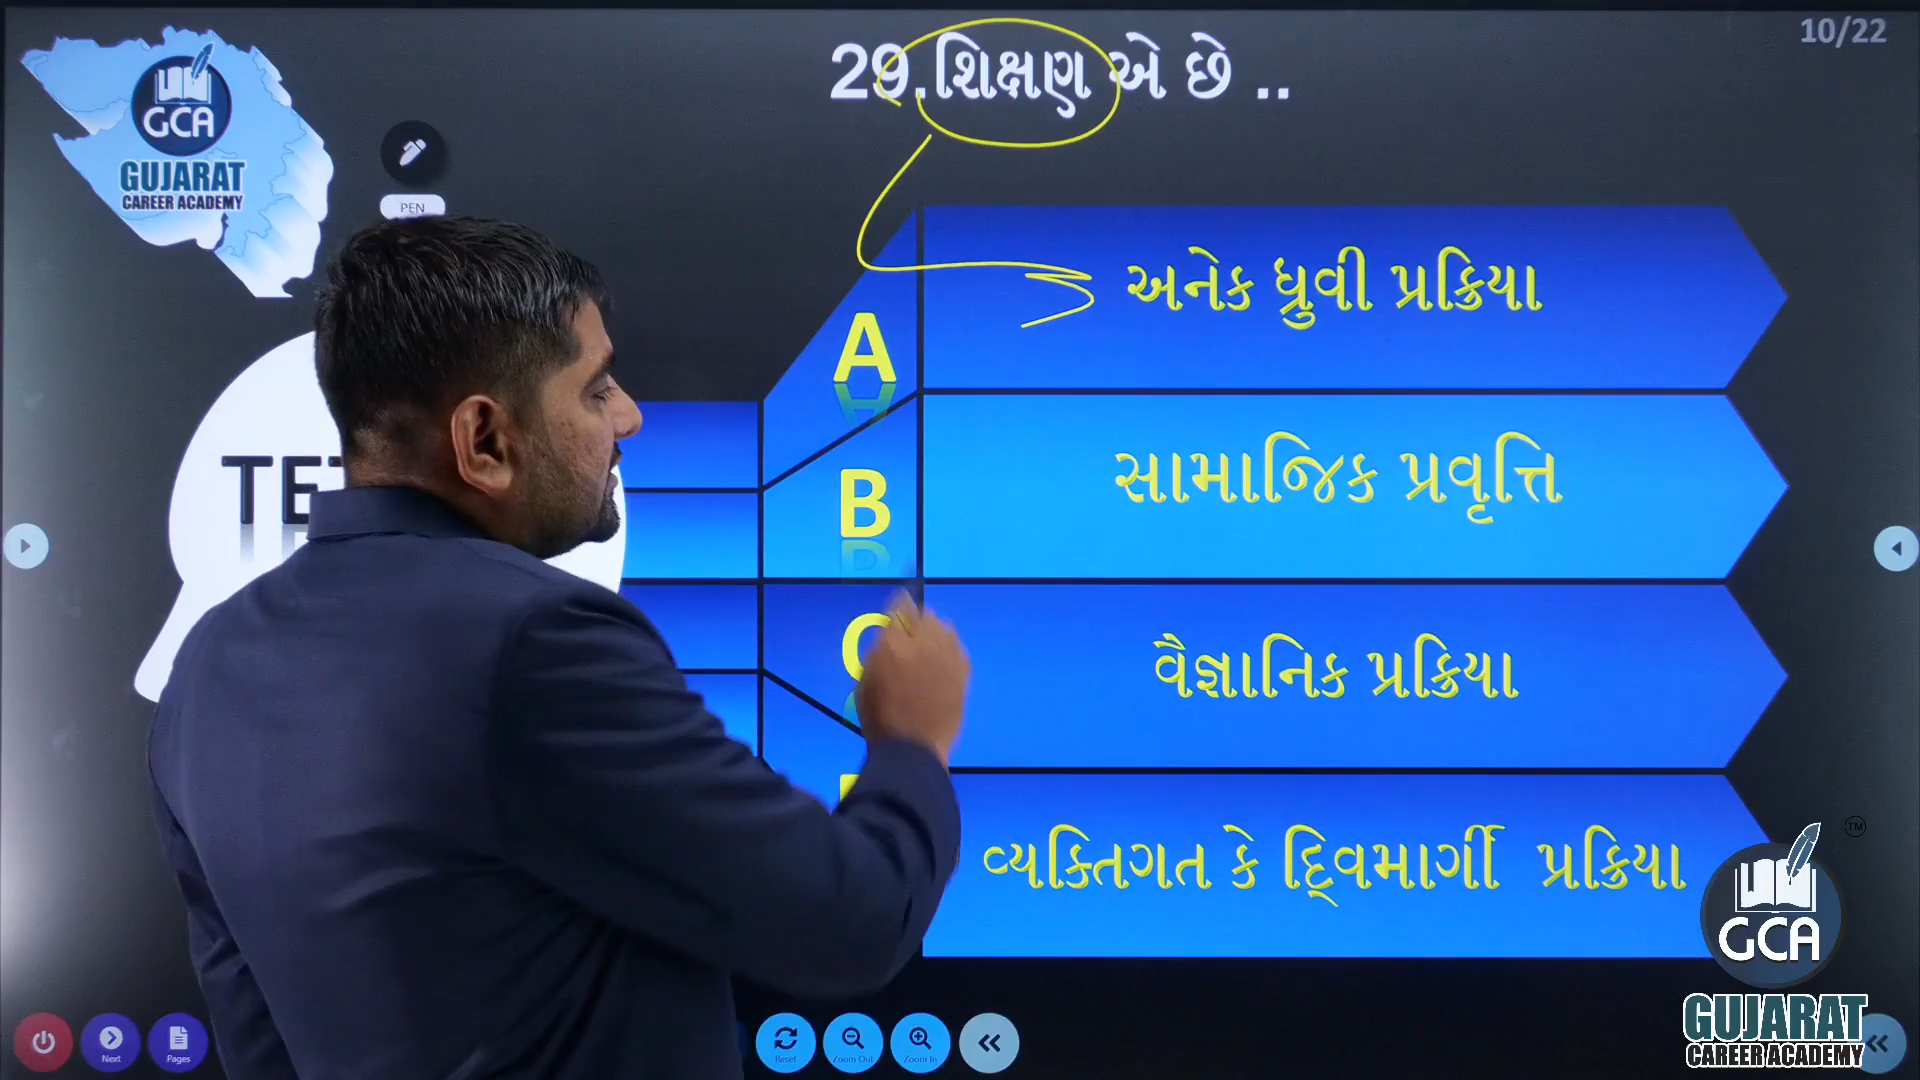 10/22
29.શિક્ષણ એ છે ..
GCA
GUJARAT
CAREER ACADEMY
PEN
A
અનેક ધ્રુવી પ્રક્રિયા
B
સામાજિક પ્રવૃત્તિ
C
વૈજ્ઞાનિક પ્રક્રિયા
વ્યક્તિગત કે દ્વિમાર્ગી પ્રક્રિયા
TM
GCA
GUJARAT
CAREER ACADEMY
Next
Pages
Reset
Zoom Out
Zoom In